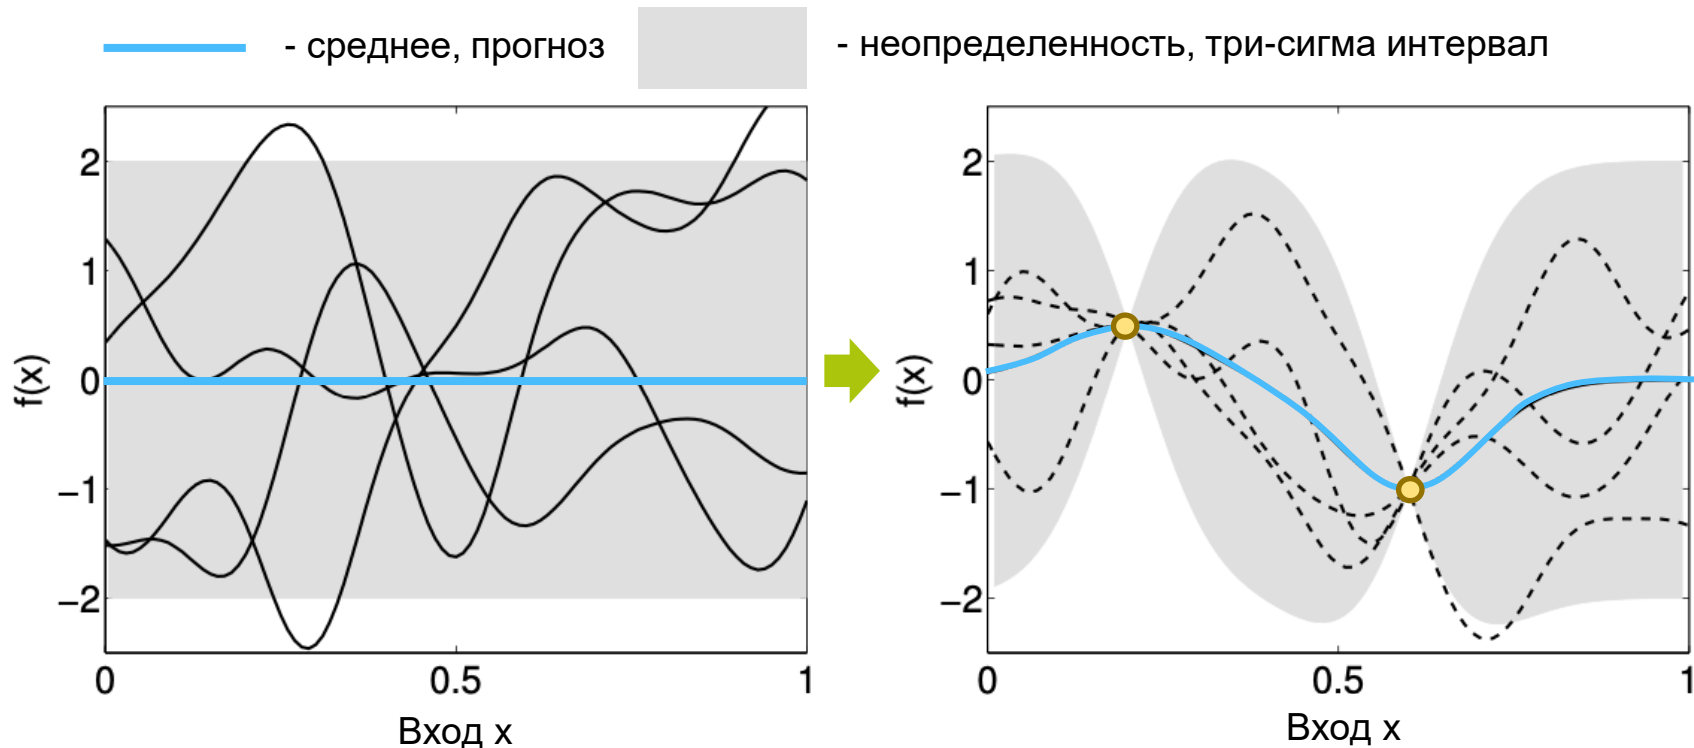 - среднее, прогноз
- неопределенность, три-сигма интервал
2
1
0
−1
−2
f(x)
0 0.5 1
Вход x
2
1
0
−1
−2
f(x)
0 0.5 1
Вход x